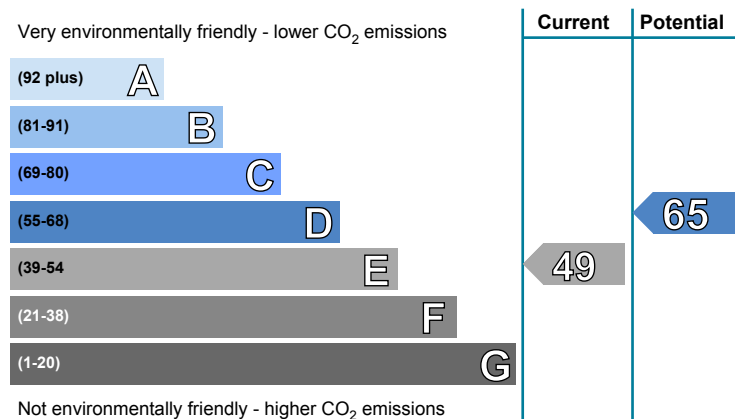 Very environmentally friendly - lower CO₂ emissions
Current Potential
(92 plus) A
(81-91) B
(69-80) C
(55-68) D
65
(39-54 E
49
(21-38) F
(1-20) G
Not environmentally friendly - higher CO₂ emissions